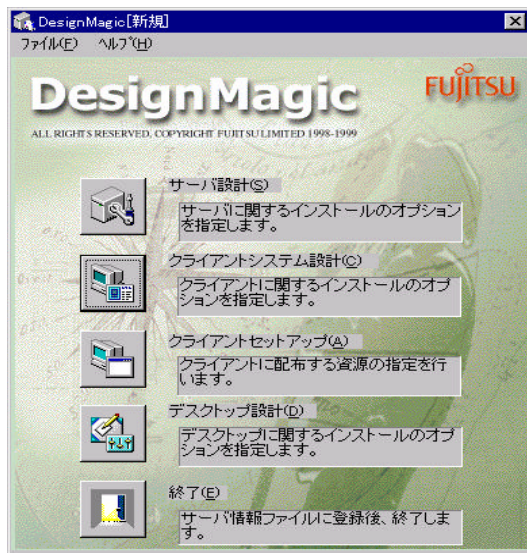 DesignMagic[新規]
ファイル(F) ヘルプ(H)
DesignMagic
FUJITSU
ALL RIGHTS RESERVED, COPYRIGHT FUJITSU LIMITED 1998-1999
サーバ設計(S)
サーバに関するインストールのオプション
を指定します。
クライアントシステム設計(C)
クライアントに関するインストールのオプ
ションを指定します。
クライアントセットアップ(A)
クライアントに配布する資源の指定を行
います。
デスクトップ設計(D)
デスクトップに関するインストールのオプ
ションを指定します。
終了(E)
サーバ情報ファイルに登録後、終了しま
す。